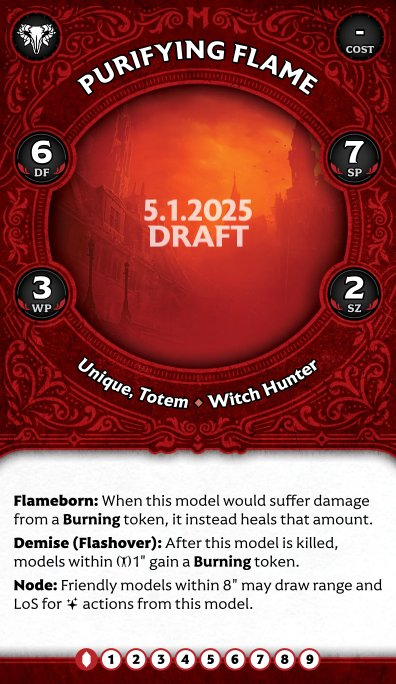 PURIFYING FLAME
-
COST
6
DF
7
SP
5.1.2025
DRAFT
3
WP
2
SZ
Unique, Totem ◆ Witch Hunter
Flameborn: When this model would suffer damage
from a Burning token, it instead heals that amount.
Demise (Flashover): After this model is killed,
models within 1" gain a Burning token.
Node: Friendly models within 8" may draw range and
LoS for actions from this model.
1 2 3 4 5 6 7 8 9